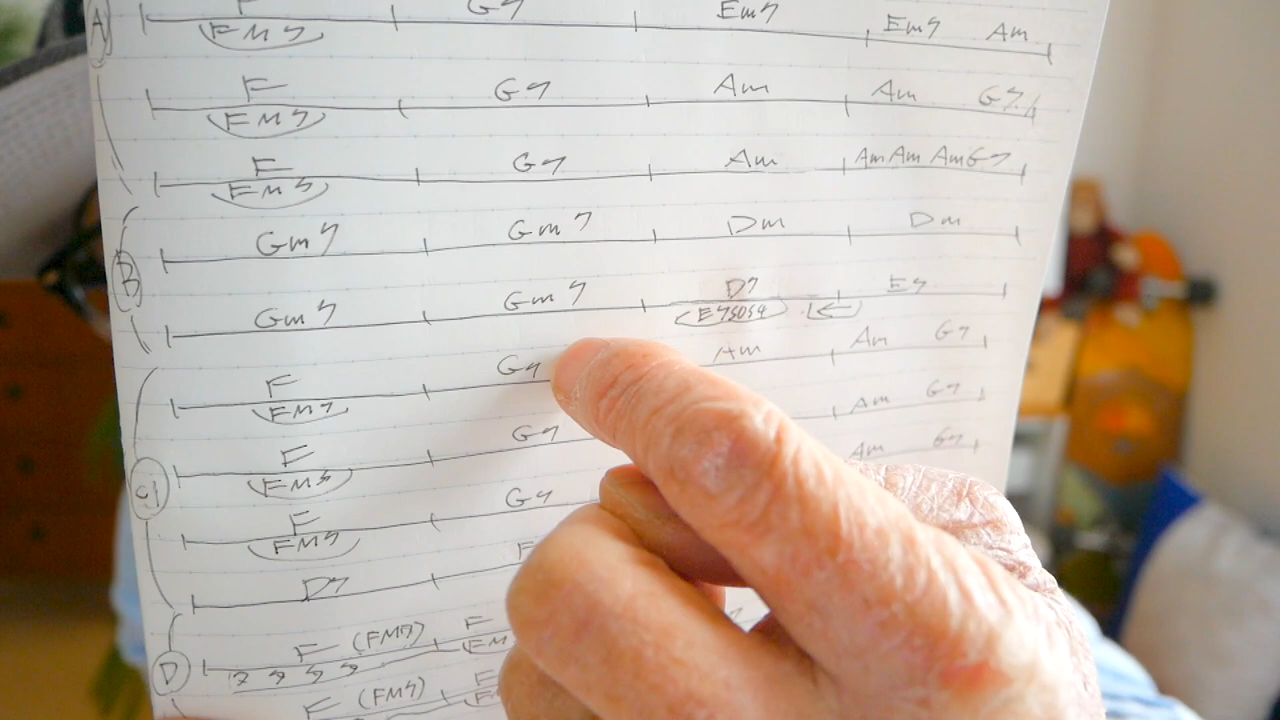 A F G7 Em7 Em7 Am
(FM7)
F G7 Am Am G7
(FM7)
F G7 Am Am Am Am G7
(FM7)
B Gm7 Gm7 Dm Dm
Gm7 Gm7 D7 E7
(E7sus4) (←)
F G7 Am Am G7
(FM7)
F G7 Am G7
(FM7)
C1
F G7 Am G7
(FM7)
D7 F
D F (FM7) F
F (FM7)